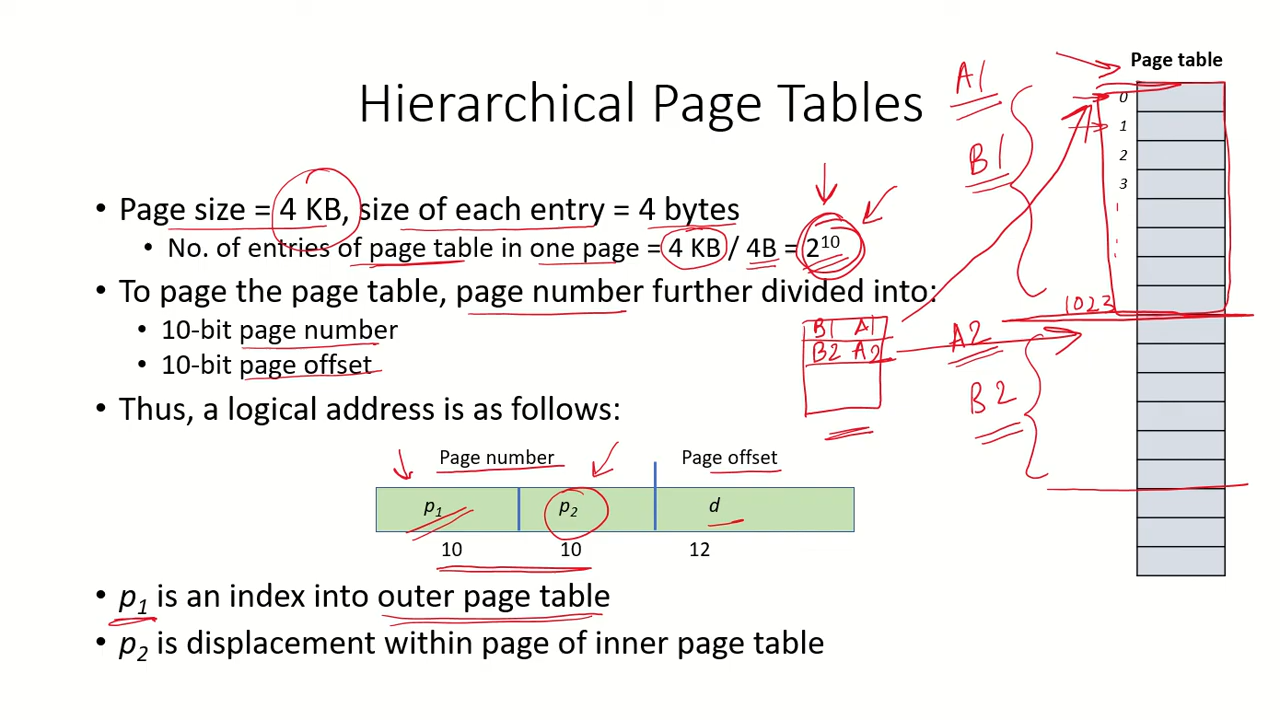 Hierarchical Page Tables
• Page size = 4 KB, size of each entry = 4 bytes
• No. of entries of page table in one page = 4 KB / 4B = 2¹⁰
• To page the page table, page number further divided into:
• 10-bit page number
• 10-bit page offset
• Thus, a logical address is as follows:
Page number Page offset
p₁ p₂ d
10 10 12
• p₁ is an index into outer page table
• p₂ is displacement within page of inner page table
B1 A1
B2 A2
A1
B1
A2
B2
Page table
0
1
2
3
1023